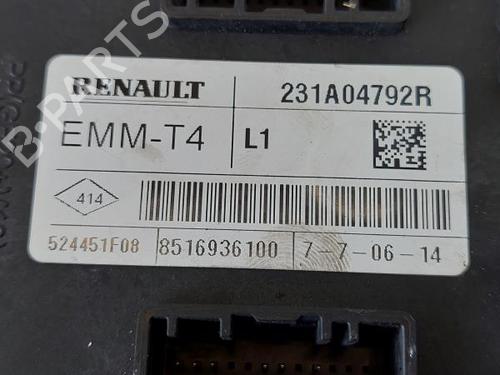 B-PARTS
RENAULT
231A04792R
EMM-T4
L1
414
524451F08
8516936100
7-7-06-14